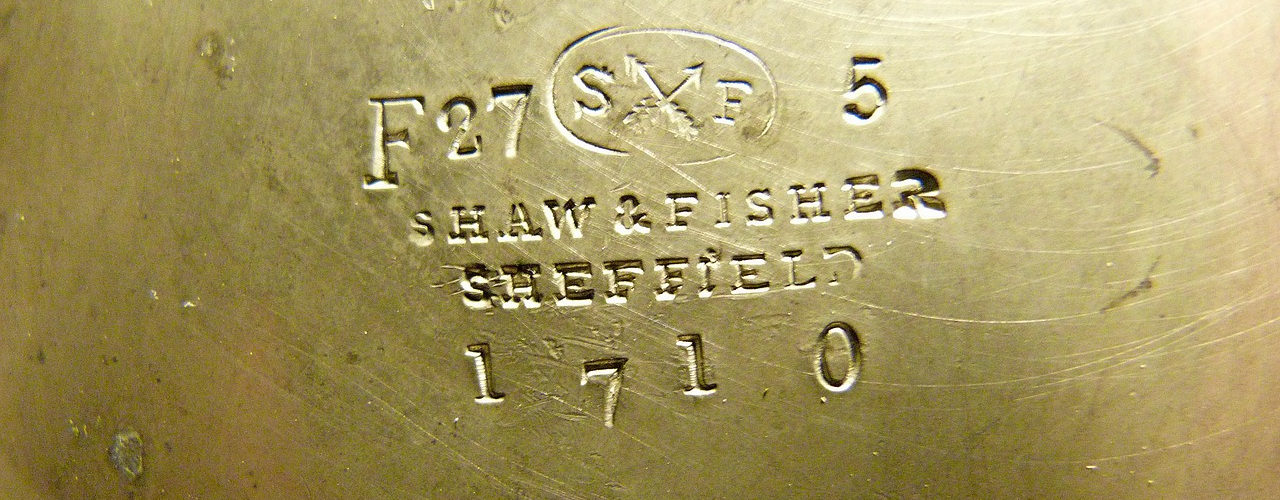 F27 S F 5
SHAW & FISHER
SHEFFIELD
1710